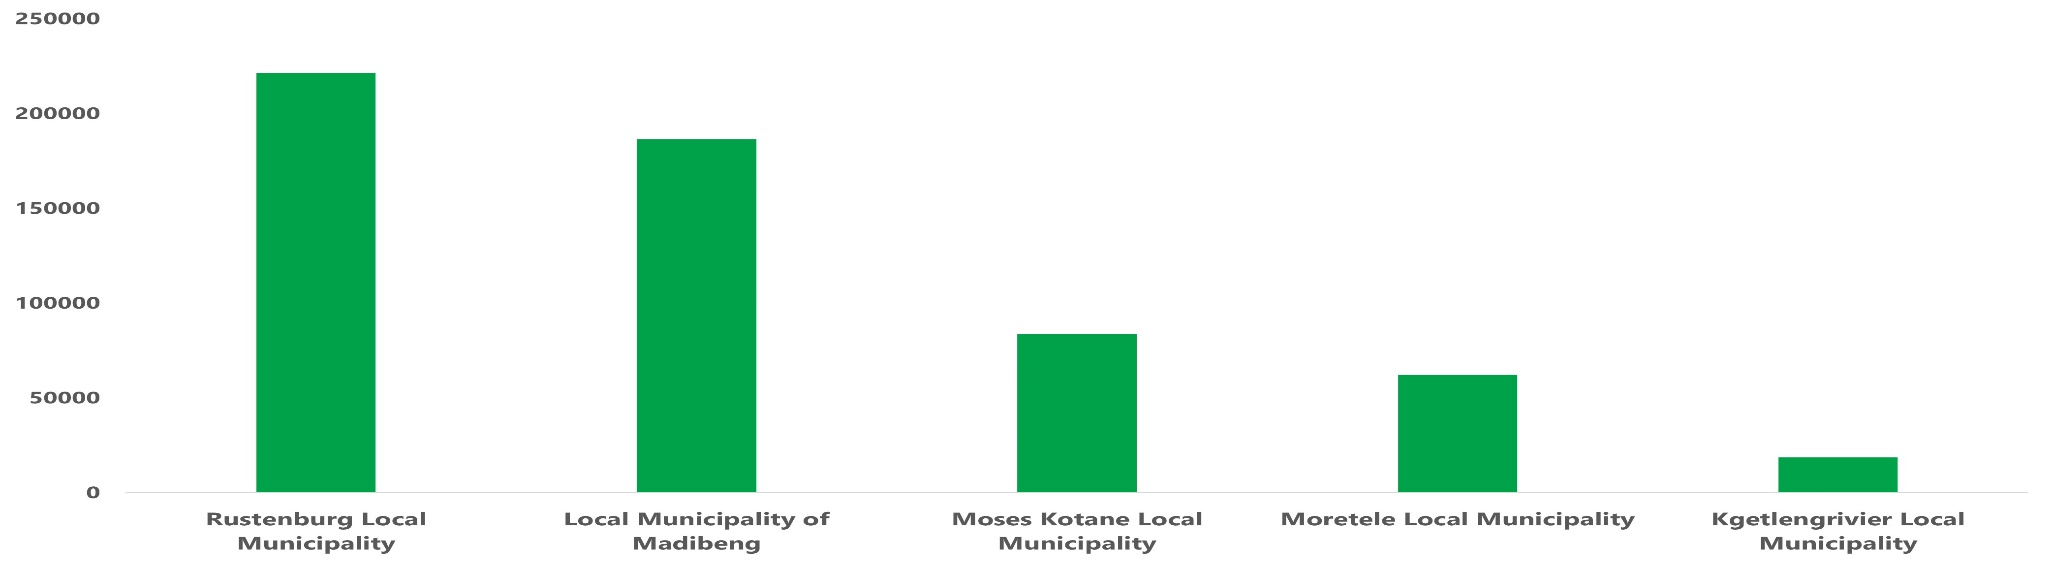 250000
200000
150000
100000
50000
0
Rustenburg Local
Municipality
Local Municipality of
Madibeng
Moses Kotane Local
Municipality
Moretele Local Municipality
Kgetlengrivier Local
Municipality